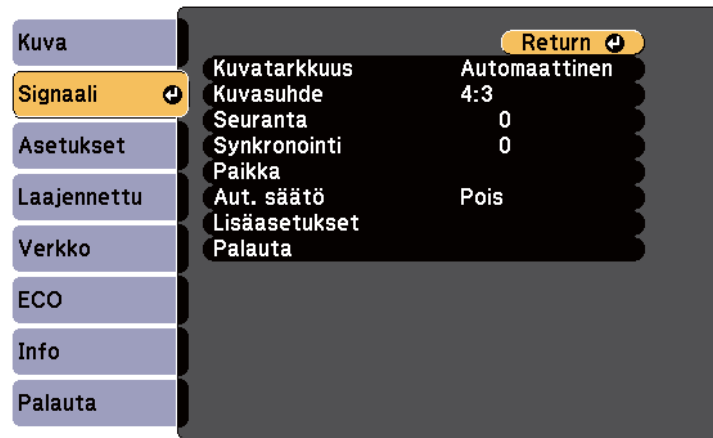 Kuva
Signaali
Asetukset
Laajennettu
Verkko
ECO
Info
Palauta
Return
Kuvatarkkuus Automaattinen
Kuvasuhde 4:3
Seuranta 0
Synkronointi 0
Paikka
Aut. säätö Pois
Lisäasetukset
Palauta